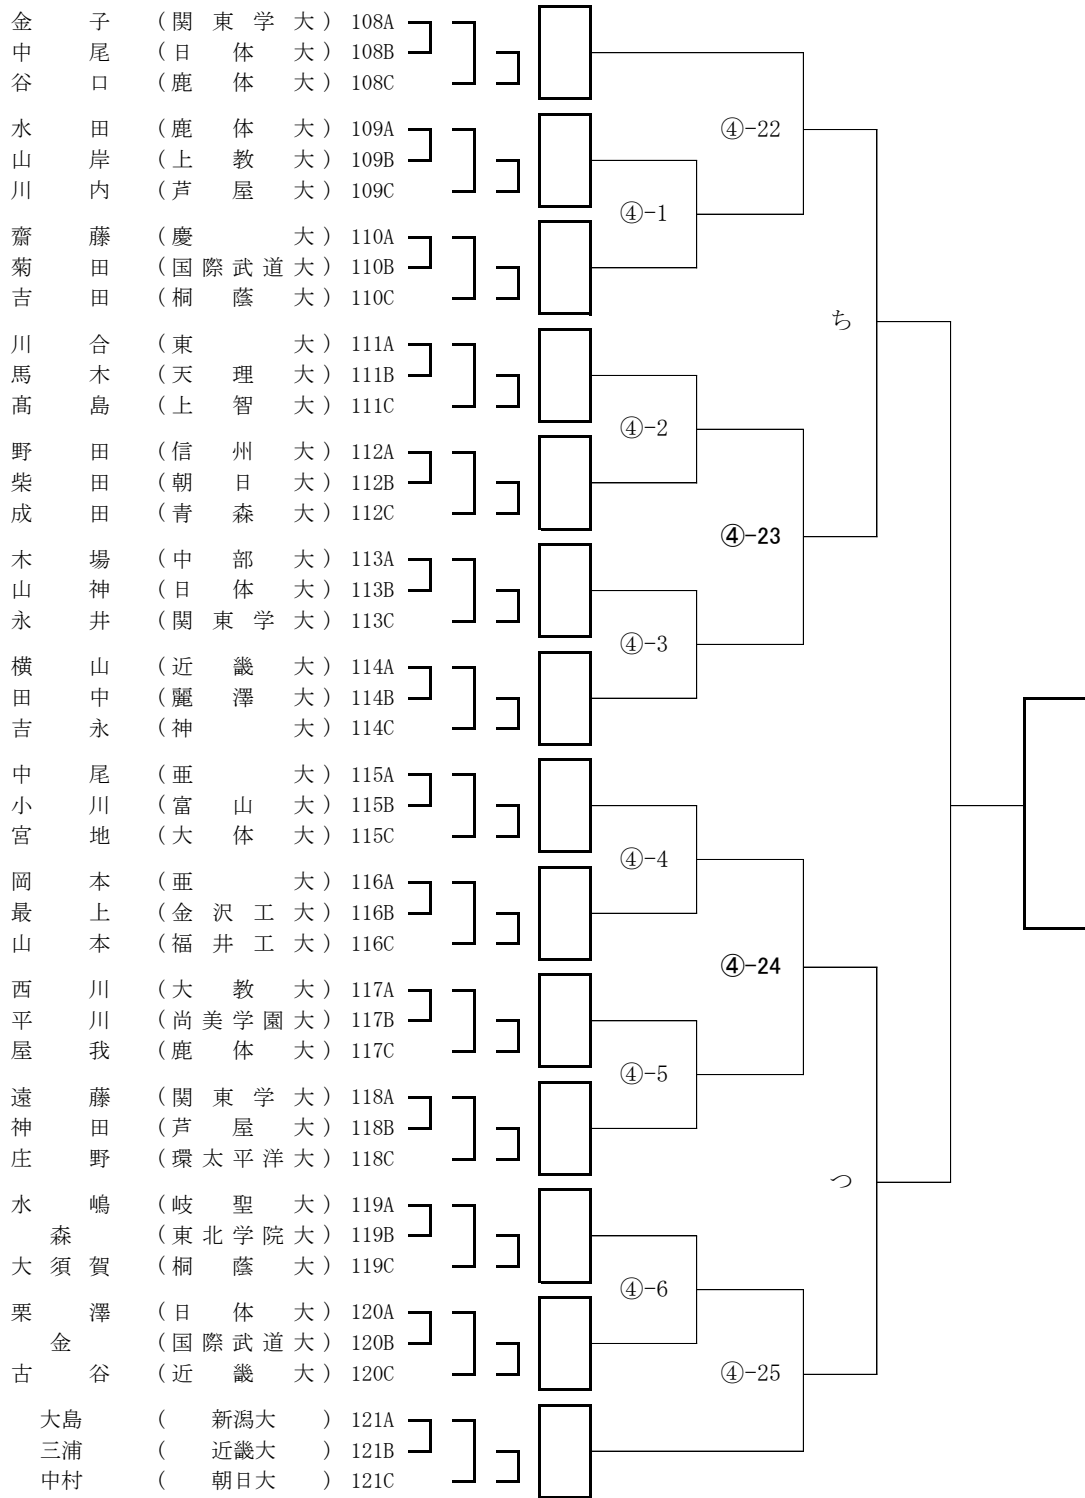 金子 (関東学大) 108A
中尾 (日体大) 108B
谷口 (鹿体大) 108C
④-22
水田 (鹿体大) 109A
山岸 (上教大) 109B
川内 (芦屋大) 109C
④-1
齋藤 (慶大) 110A
菊田 (国際武道大) 110B
吉田 (桐蔭大) 110C
ち
川合 (東大) 111A
馬木 (天理大) 111B
髙島 (上智大) 111C
④-2
野田 (信州大) 112A
柴田 (朝日大) 112B
成田 (青森大) 112C
④-23
木場 (中部大) 113A
山神 (日体大) 113B
永井 (関東学大) 113C
④-3
横山 (近畿大) 114A
田中 (麗澤大) 114B
吉永 (神大) 114C
中尾 (亜大) 115A
小川 (富山大) 115B
宮地 (大体大) 115C
④-4
岡本 (亜大) 116A
最上 (金沢工大) 116B
山本 (福井工大) 116C
④-24
西川 (大教大) 117A
平川 (尚美学園大) 117B
屋我 (鹿体大) 117C
④-5
遠藤 (関東学大) 118A
神田 (芦屋大) 118B
庄野 (環太平洋大) 118C
つ
水嶋 (岐聖大) 119A
森 (東北学院大) 119B
大須賀 (桐蔭大) 119C
④-6
栗澤 (日体大) 120A
金 (国際武道大) 120B
古谷 (近畿大) 120C
④-25
大島 (新潟大) 121A
三浦 (近畿大) 121B
中村 (朝日大) 121C